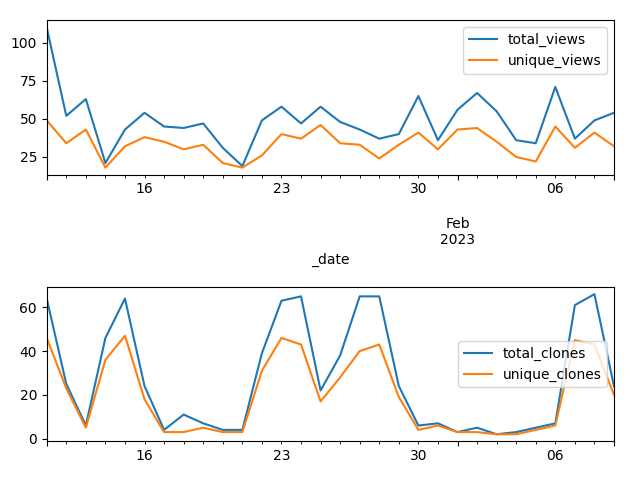 total_views
unique_views
100
75
50
25
16
23
30
06
Feb
2023
_date
total_clones
unique_clones
60
40
20
0
16
23
30
06